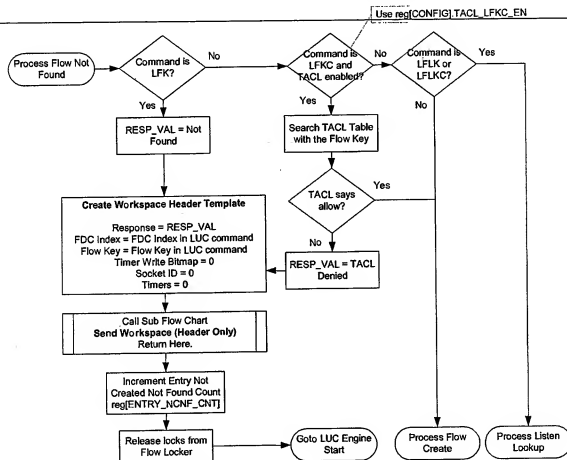 Use reg[CONFIG].TACL_LFKC_EN
Process Flow Not
Found
Command is
LFK?
No
Command is
LFKC and
TACL enabled?
No
Command is
LFLK or
LFLKC?
Yes
Yes
Yes
No
RESP_VAL = Not
Found
Search TACL Table
with the Flow Key
TACL says
allow?
Yes
No
RESP_VAL = TACL
Denied
Create Workspace Header Template
Response = RESP_VAL
FDC Index = FDC Index in LUC command
Flow Key = Flow Key in LUC command
Timer Write Bitmap = 0
Socket ID = 0
Timers = 0
Call Sub Flow Chart
Send Workspace (Header Only)
Return Here.
Increment Entry Not
Created Not Found Count
reg[ENTRY_NCNF_CNT]
Release locks from
Flow Locker
Goto LUC Engine
Start
Process Flow
Create
Process Listen
Lookup